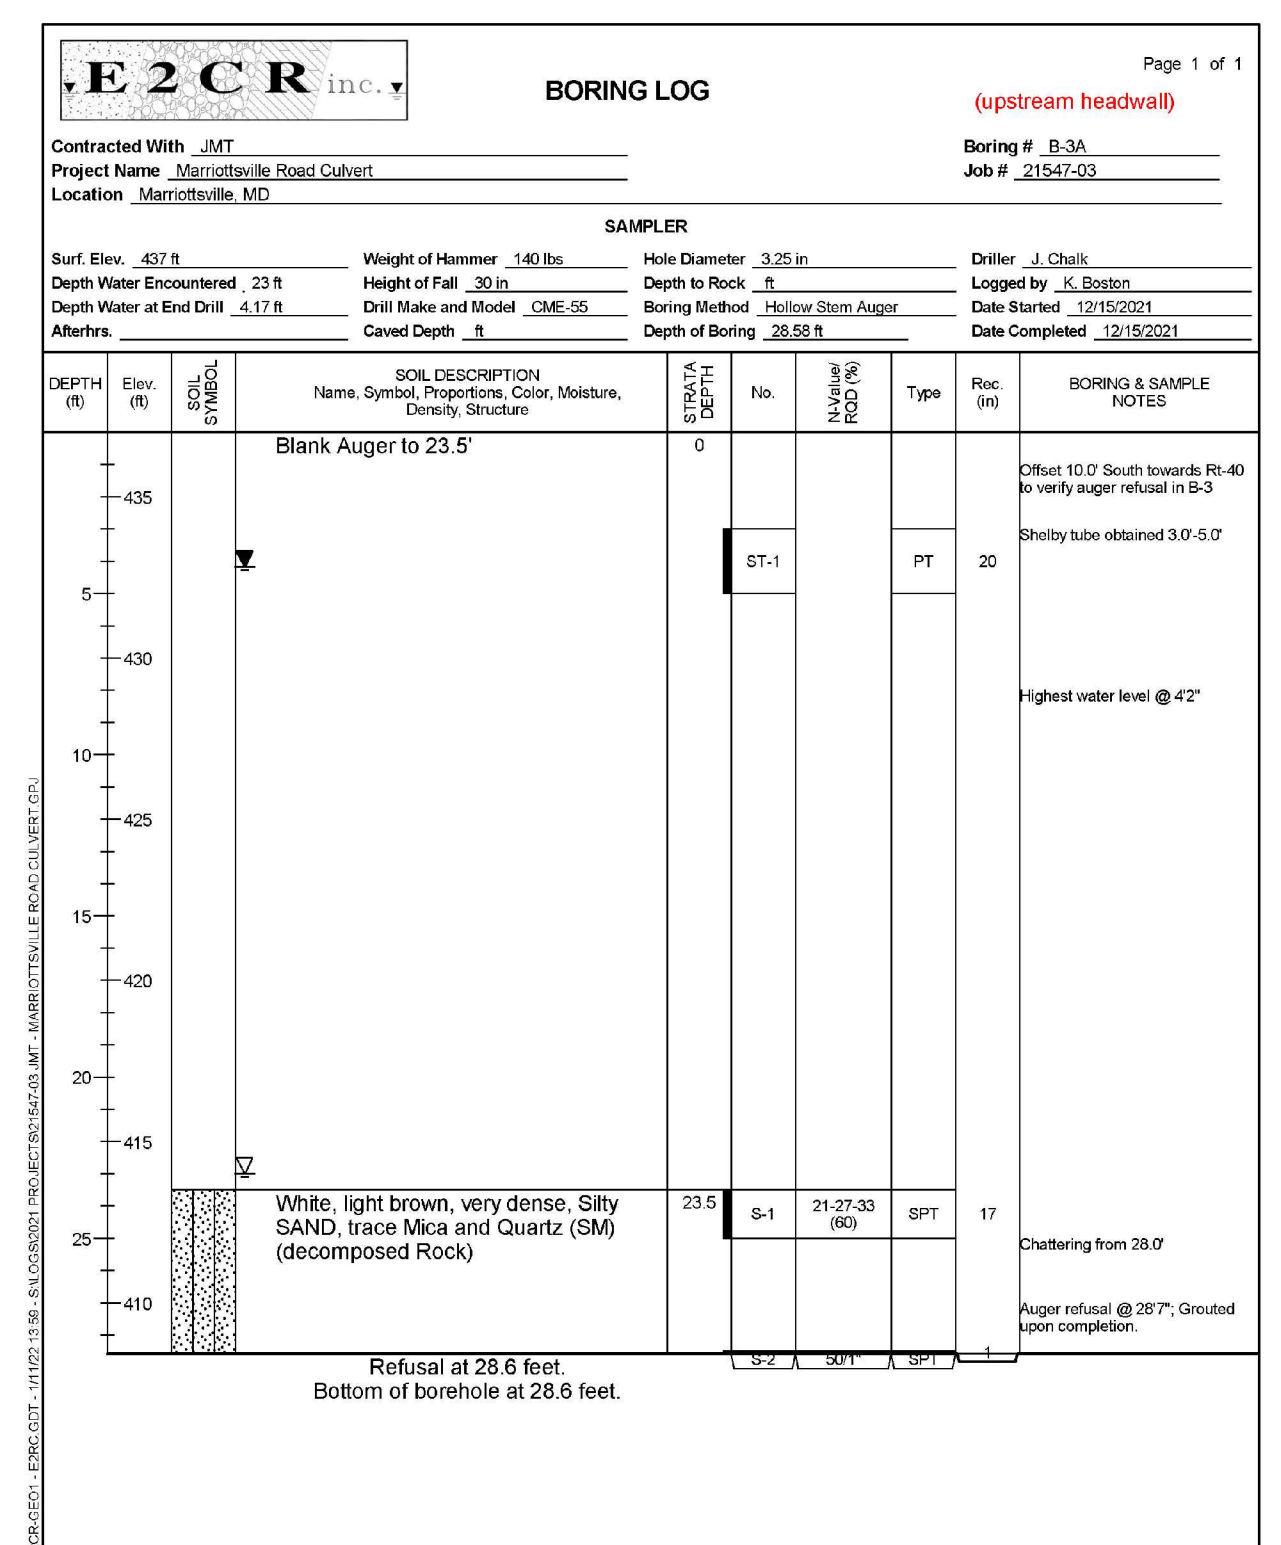 E2CR inc.
BORING LOG
Page 1 of 1
(upstream headwall)
Contracted With JMT
Boring # B-3A
Project Name Marriottsville Road Culvert
Job # 21547-03
Location Marriottsville, MD
SAMPLER
Surf. Elev. 437 ft
Weight of Hammer 140 lbs
Hole Diameter 3.25 in
Driller J. Chalk
Depth Water Encountered 23 ft
Height of Fall 30 in
Depth to Rock ft
Logged by K. Boston
Depth Water at End Drill 4.17 ft
Drill Make and Model CME-55
Boring Method Hollow Stem Auger
Date Started 12/15/2021
Afterhrs.
Caved Depth ft
Depth of Boring 28.58 ft
Date Completed 12/15/2021
DEPTH
(ft)
Elev.
(ft)
SOIL
SYMBOL
SOIL DESCRIPTION
Name, Symbol, Proportions, Color, Moisture,
Density, Structure
STRATA
DEPTH
No.
N-Value/
RQD (%)
Type
Rec.
(in)
BORING & SAMPLE
NOTES
Blank Auger to 23.5'
0
Offset 10.0' South towards Rt-40
to verify auger refusal in B-3
435
Shelby tube obtained 3.0'-5.0'
ST-1
PT
20
5
430
Highest water level @ 4'2"
10
425
15
420
20
415
White, light brown, very dense, Silty
SAND, trace Mica and Quartz (SM)
(decomposed Rock)
23.5
S-1
21-27-33
(60)
SPT
17
25
Chattering from 28.0'
410
Auger refusal @ 28'7"; Grouted
upon completion.
S-2
50/1"
SPT
1
Refusal at 28.6 feet.
Bottom of borehole at 28.6 feet.
CR-GEO1 - E2RC.GDT - 1/11/22 13:59 - S:\LOGS\2021 PROJECTS\21547-03 JMT - MARRIOTTSVILLE ROAD CULVERT.GPJ